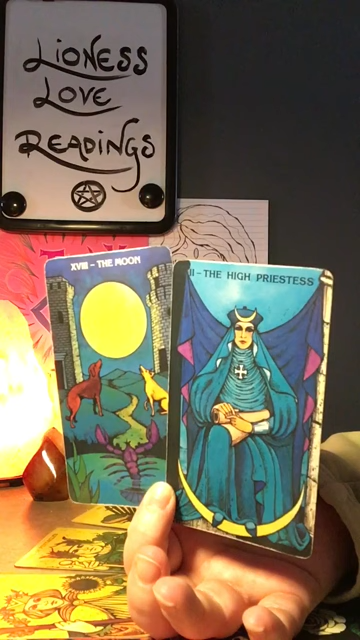 LIONESS
LOVE
READINGS
XVIII - THE MOON
II - THE HIGH PRIESTESS